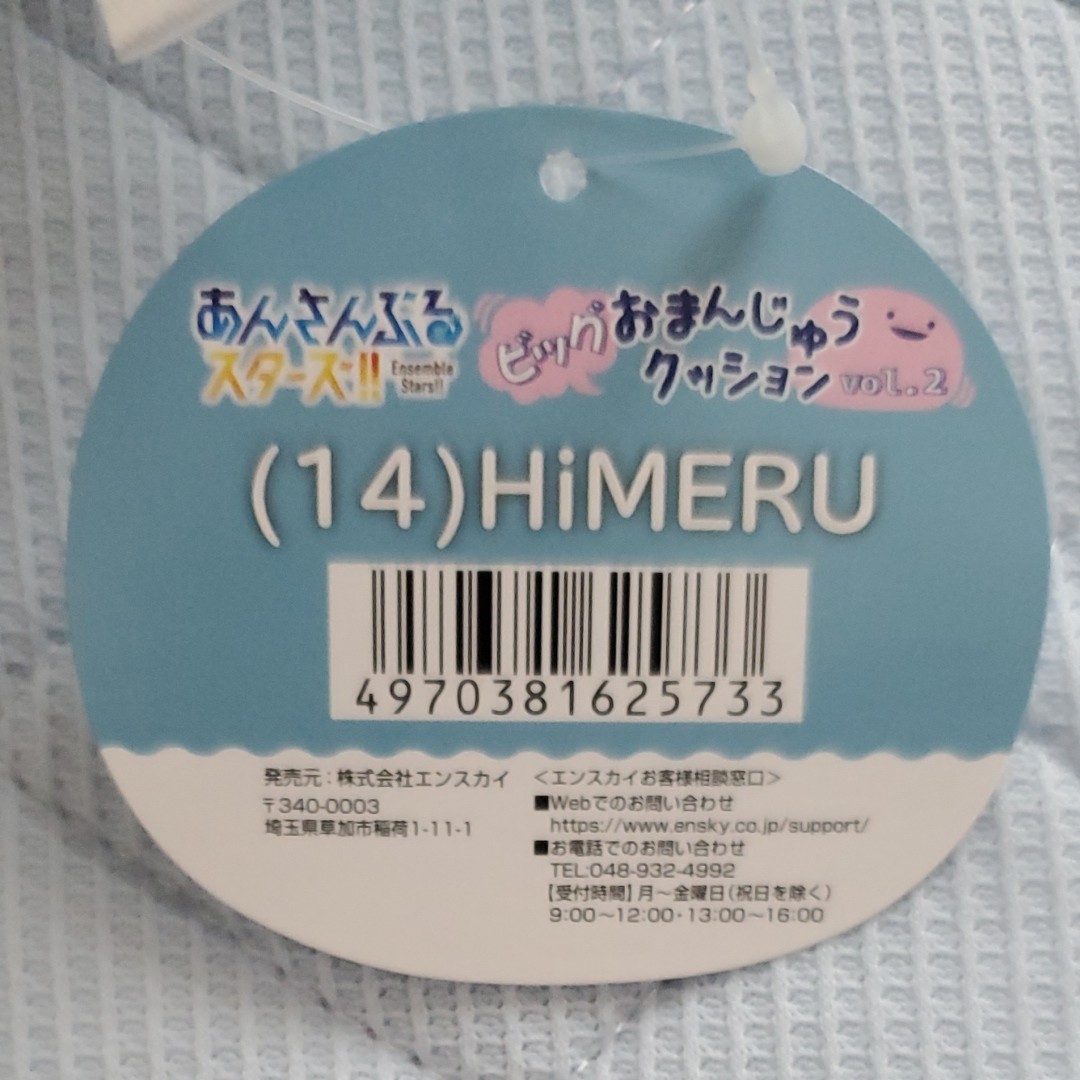 あんさんぶる
スターズ!!
Ensemble
Stars!!
ビッグ
おまんじゅう
クッション vol.2
(14)HiMERU
4970381625733
発売元：株式会社エンスカイ
〒340-0003
埼玉県草加市稲荷1-11-1
＜エンスカイお客様相談窓口＞
■Webでのお問い合わせ
https://www.ensky.co.jp/support/
■お電話でのお問い合わせ
TEL:048-932-4992
【受付時間】月～金曜日（祝日を除く）
9:00～12:00・13:00～16:00